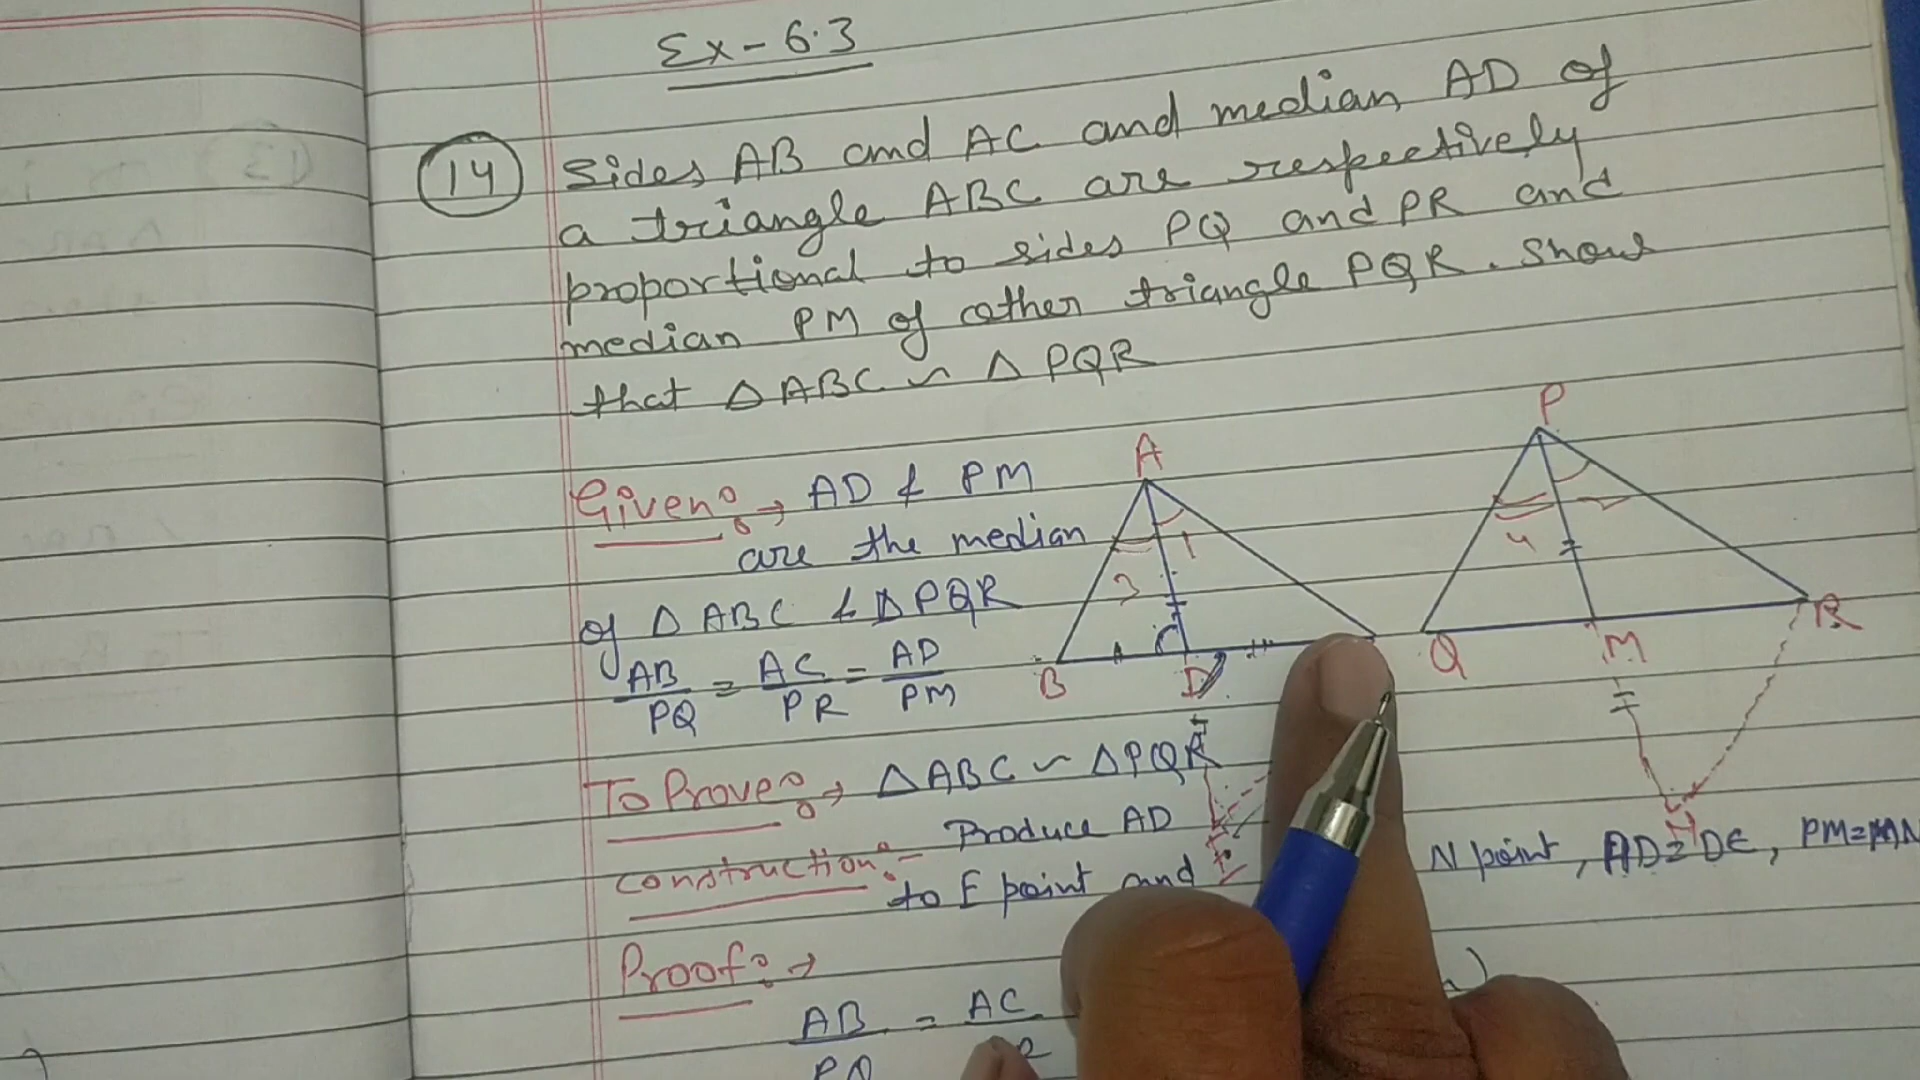 Ex - 6.3
14 Sides AB and AC and median AD of
a triangle ABC are respectively
proportional to sides PQ and PR and
median PM of other triangle PQR. Show
that △ ABC ∽ △ PQR
Given :→ AD & PM
are the median
of △ ABC & △ PQR
AB/PQ = AC/PR = AD/PM
A
1
3
B
D
P
4
Q
M
R
To Prove :→ △ABC ∽ △PQR
Construction :- Produce AD
to E point and
N point, AD=DE, PM=MN
E
N
Proof :→
AB/PQ = AC